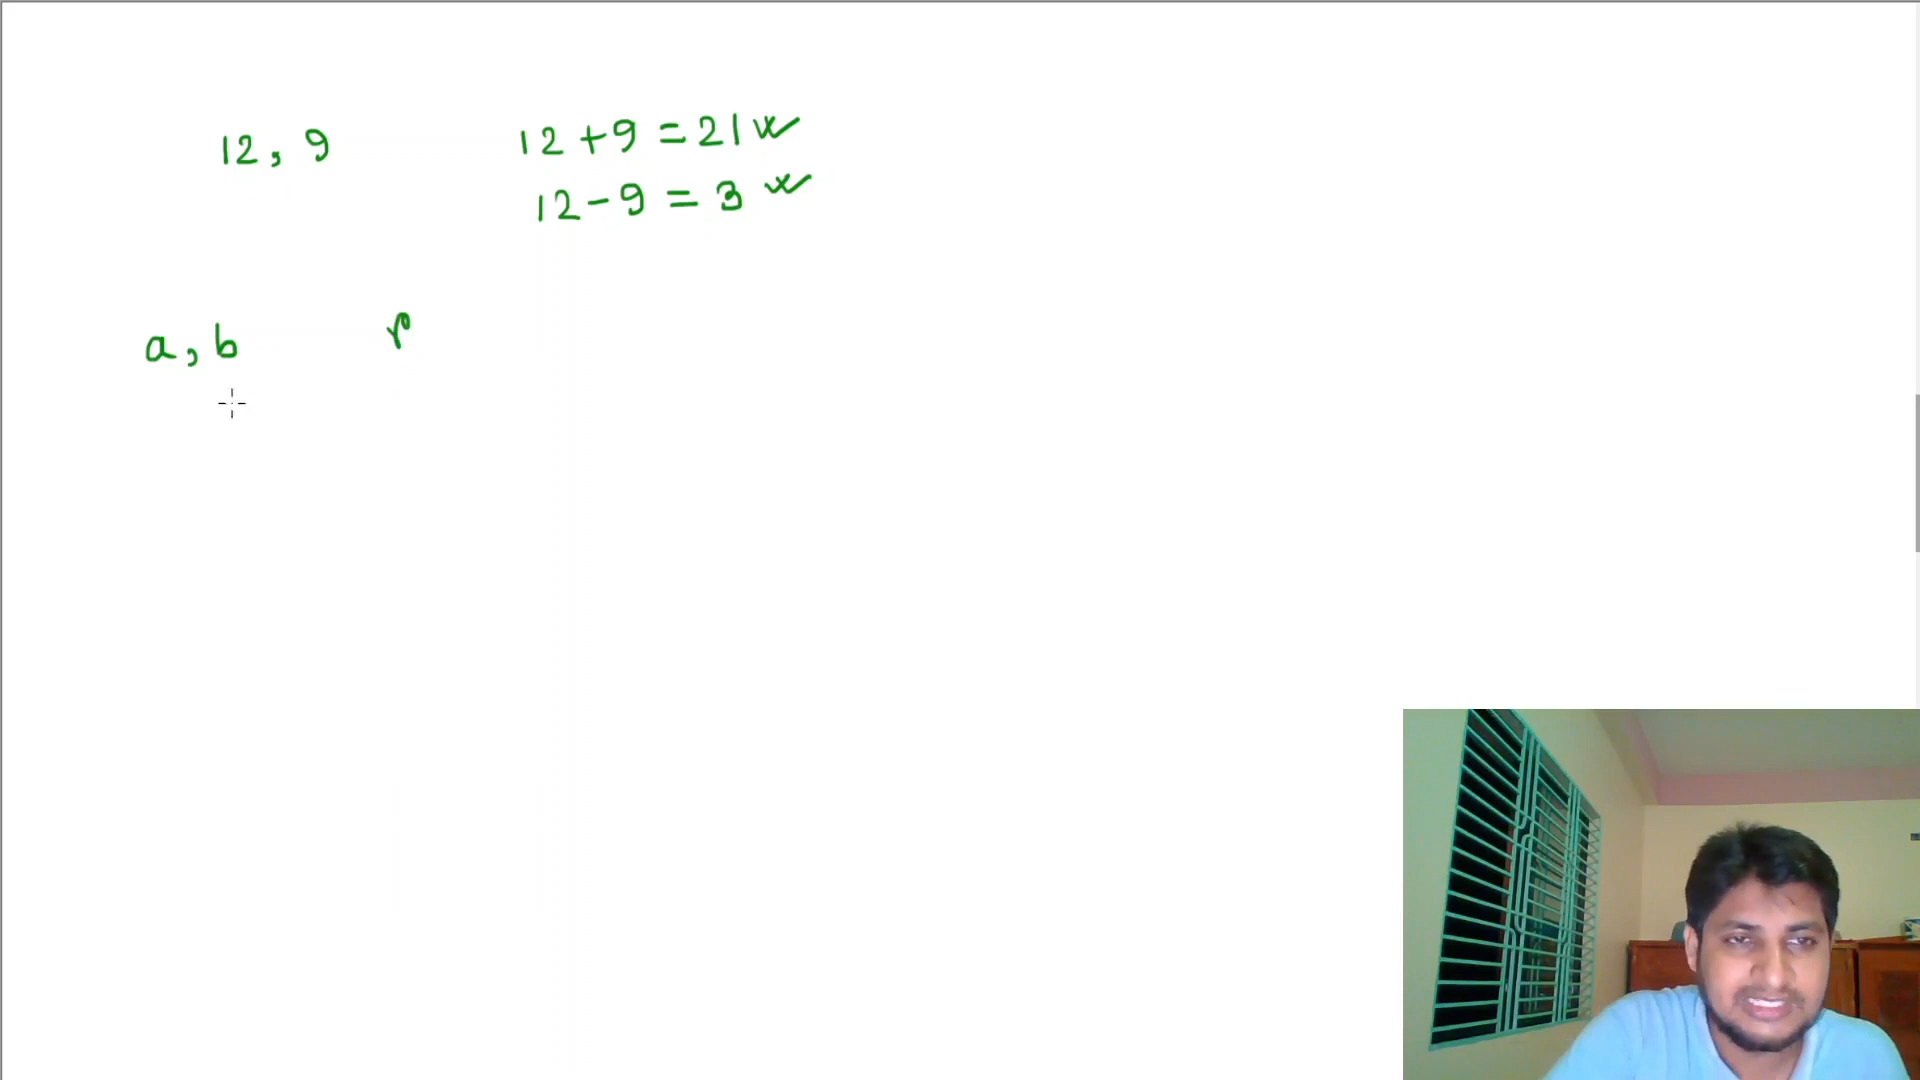 12, 9 12 + 9 = 21
12 - 9 = 3
a, b r